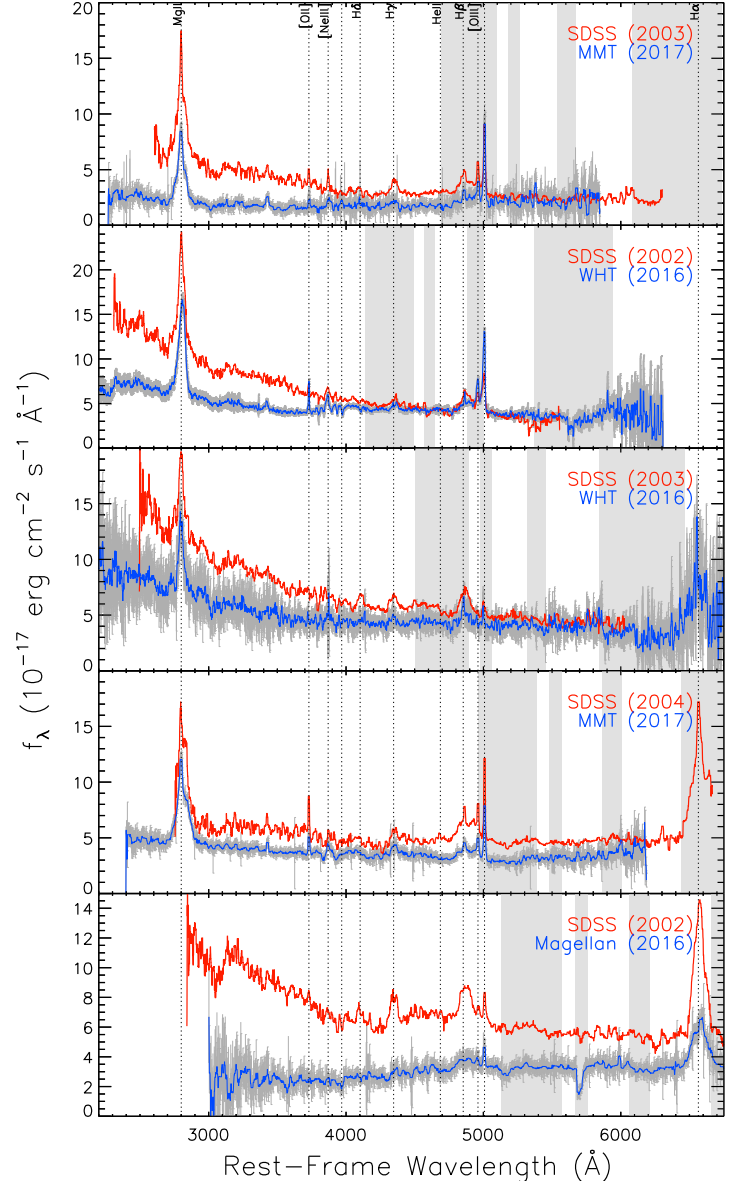 MgII [OII] [NeIII] Hδ Hγ HeII Hβ [OIII] Hα
20
15
10
5
0
SDSS (2003)
MMT (2017)
20
15
10
5
0
SDSS (2002)
WHT (2016)
20
15
10
5
0
SDSS (2003)
WHT (2016)
15
10
5
0
SDSS (2004)
MMT (2017)
14
12
10
8
6
4
2
0
SDSS (2002)
Magellan (2016)
fλ (10−17 erg cm−2 s−1 Å−1)
3000 4000 5000 6000
Rest−Frame Wavelength (Å)